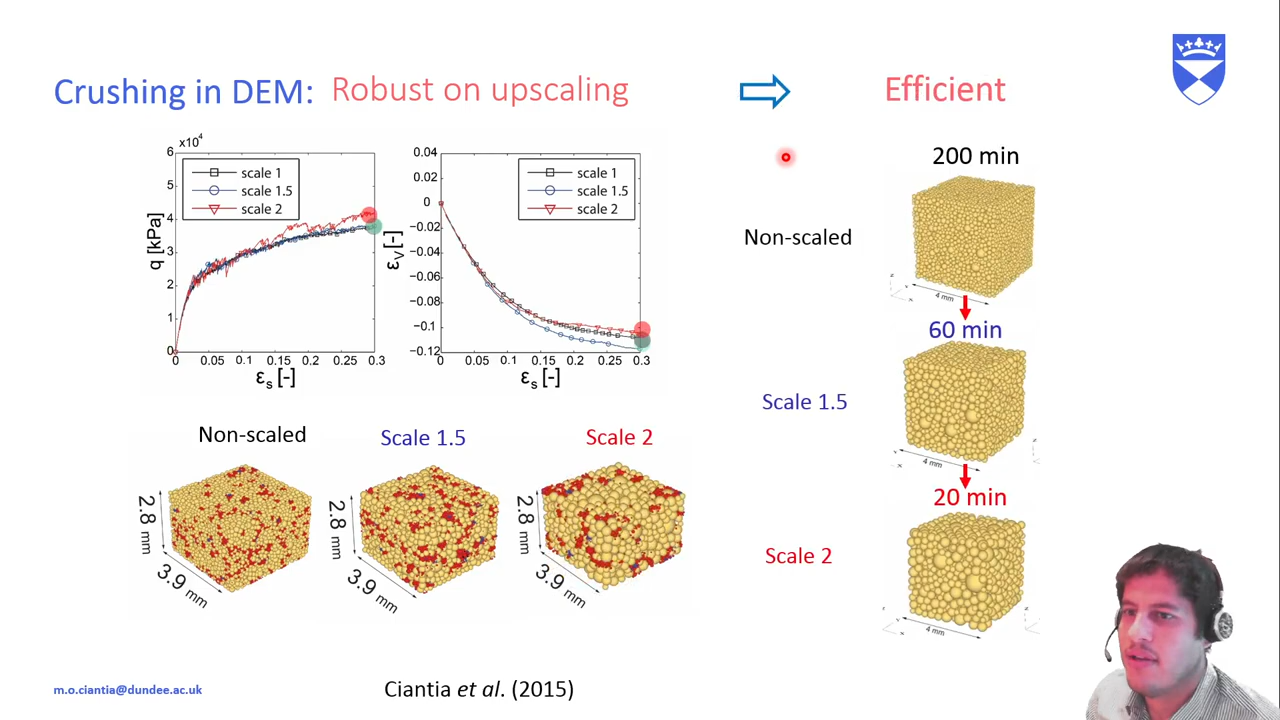 Crushing in DEM: Robust on upscaling
Efficient
x10⁴
6
5
4
3
2
1
0
q [kPa]
scale 1
scale 1.5
scale 2
0 0.05 0.1 0.15 0.2 0.25 0.3
εs [-]
0.04
0.02
0
−0.02
−0.04
−0.06
−0.08
−0.1
−0.12
εV [-]
scale 1
scale 1.5
scale 2
0 0.05 0.1 0.15 0.2 0.25 0.3
εs [-]
Non-scaled
Scale 1.5
Scale 2
2.8 mm
3.9 mm
2.8 mm
3.9 mm
2.8 mm
3.9 mm
200 min
Non-scaled
4 mm
60 min
Scale 1.5
4 mm
20 min
Scale 2
4 mm
m.o.ciantia@dundee.ac.uk
Ciantia et al. (2015)